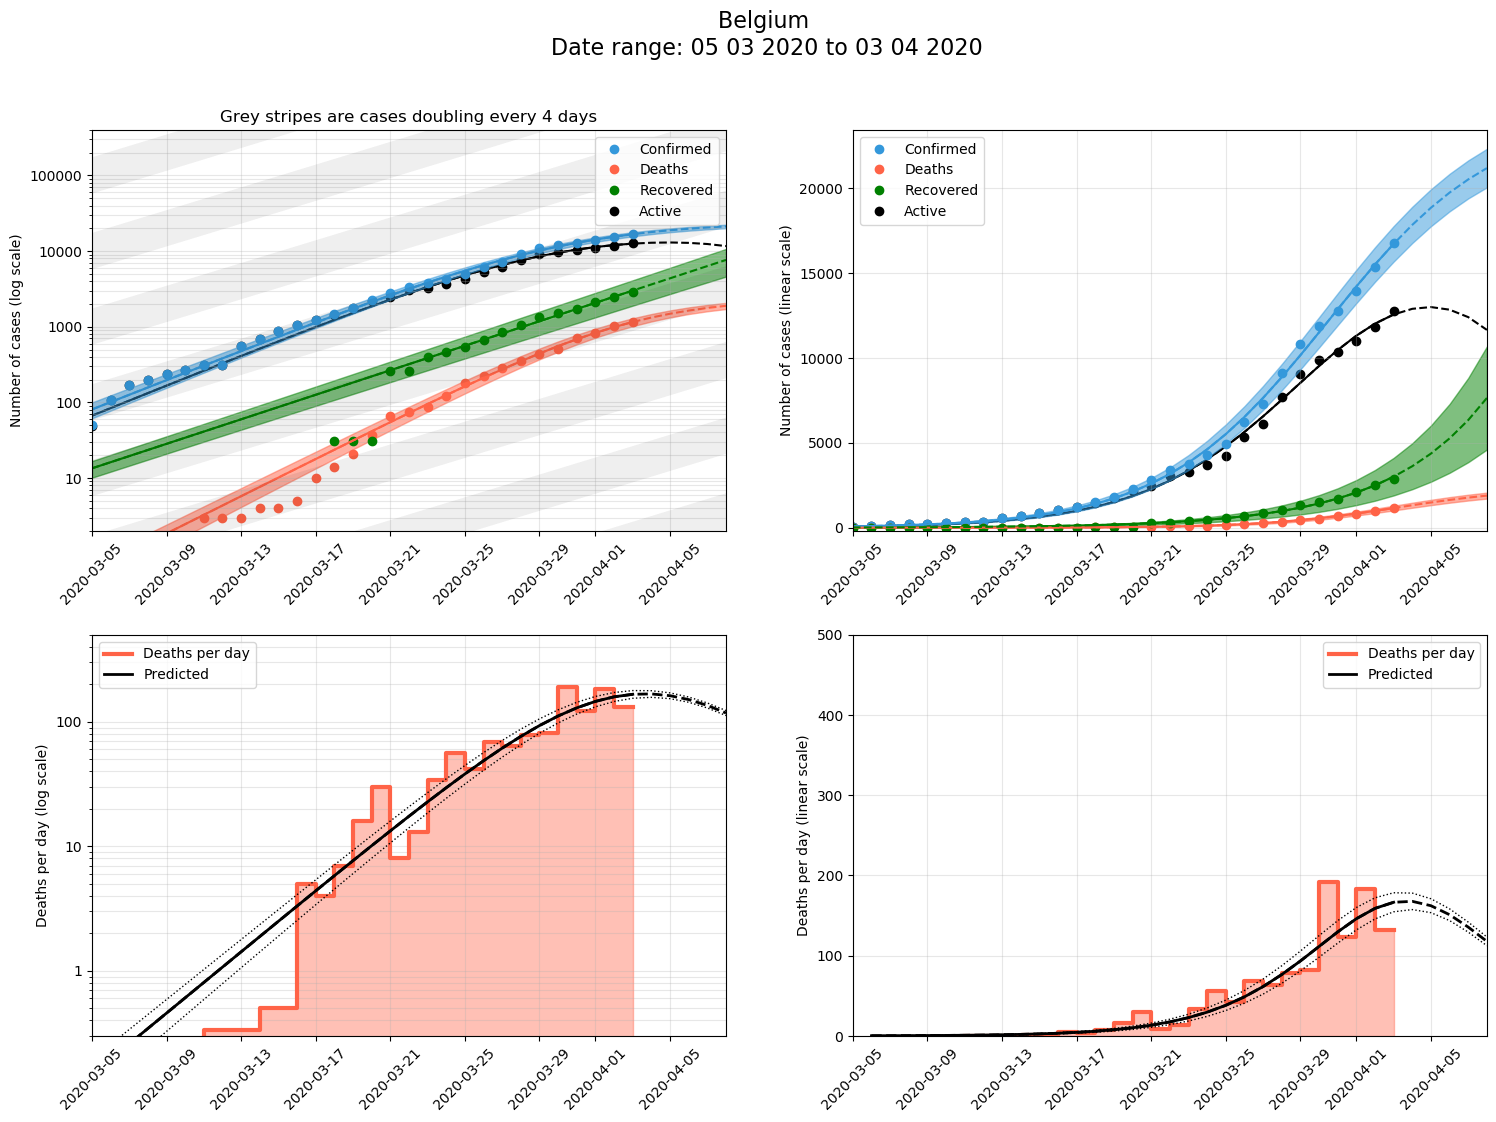 Belgium
Date range: 05 03 2020 to 03 04 2020
Grey stripes are cases doubling every 4 days
Number of cases (log scale)
100000
10000
1000
100
10
Confirmed
Deaths
Recovered
Active
2020-03-05
2020-03-09
2020-03-13
2020-03-17
2020-03-21
2020-03-25
2020-03-29
2020-04-01
2020-04-05
Number of cases (linear scale)
20000
15000
10000
5000
0
Confirmed
Deaths
Recovered
Active
2020-03-05
2020-03-09
2020-03-13
2020-03-17
2020-03-21
2020-03-25
2020-03-29
2020-04-01
2020-04-05
Deaths per day (log scale)
100
10
1
Deaths per day
Predicted
2020-03-05
2020-03-09
2020-03-13
2020-03-17
2020-03-21
2020-03-25
2020-03-29
2020-04-01
2020-04-05
Deaths per day (linear scale)
500
400
300
200
100
0
Deaths per day
Predicted
2020-03-05
2020-03-09
2020-03-13
2020-03-17
2020-03-21
2020-03-25
2020-03-29
2020-04-01
2020-04-05